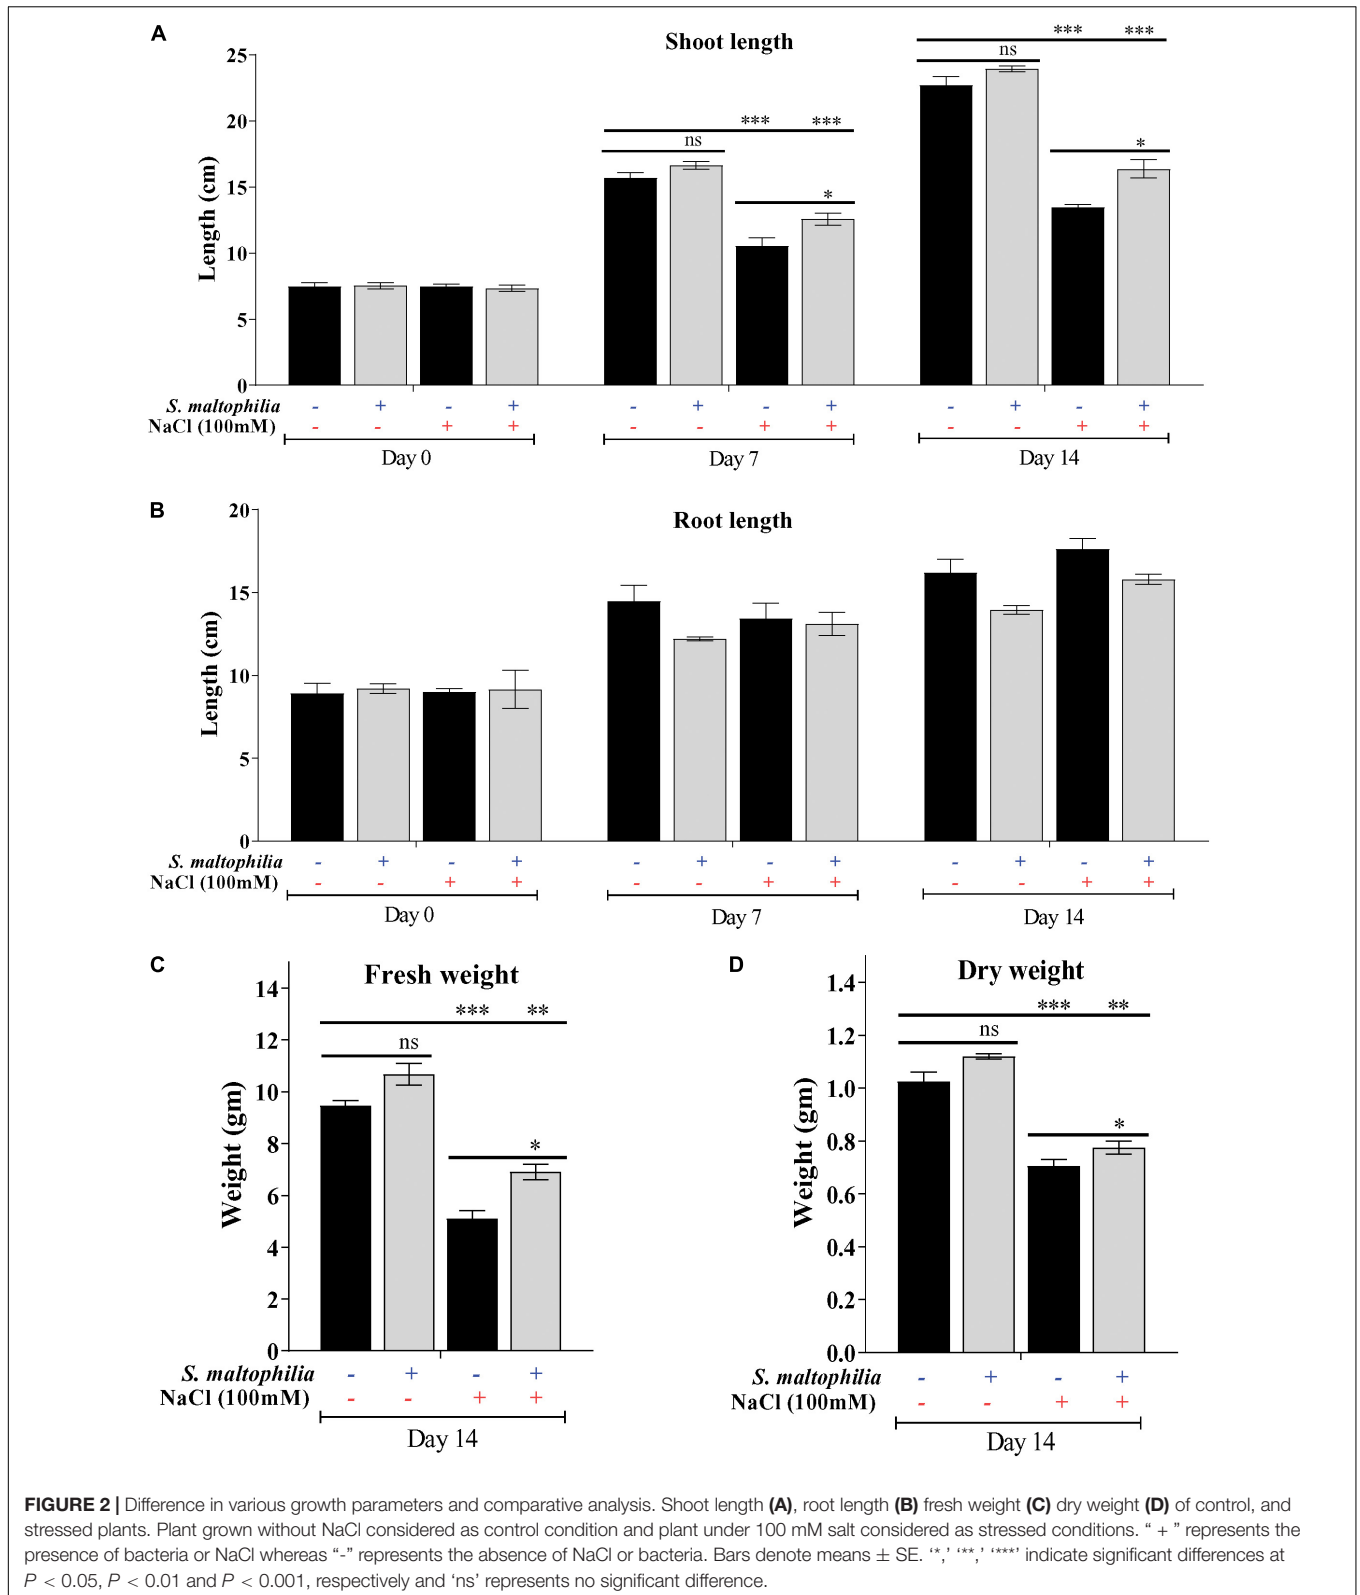 A
Shoot length
*** ***
ns
*
*** ***
ns
*
25
20
15
10
5
0
Length (cm)
S. maltophilia - + - + - + - + - + - +
NaCl (100mM) - - + + - - + + - - + +
Day 0 Day 7 Day 14
B
Root length
20
15
10
5
0
Length (cm)
S. maltophilia - + - + - + - + - + - +
NaCl (100mM) - - + + - - + + - - + +
Day 0 Day 7 Day 14
C
Fresh weight
*** **
ns
*
14
12
10
8
6
4
2
0
Weight (gm)
S. maltophilia - + - +
NaCl (100mM) - - + +
Day 14
D
Dry weight
*** **
ns
*
1.4
1.2
1.0
0.8
0.6
0.4
0.2
0.0
Weight (gm)
S. maltophilia - + - +
NaCl (100mM) - - + +
Day 14
FIGURE 2 | Difference in various growth parameters and comparative analysis. Shoot length (A), root length (B) fresh weight (C) dry weight (D) of control, and
stressed plants. Plant grown without NaCl considered as control condition and plant under 100 mM salt considered as stressed conditions. “ + ” represents the
presence of bacteria or NaCl whereas “-” represents the absence of NaCl or bacteria. Bars denote means ± SE. ‘*,’ ‘**,’ ‘***’ indicate significant differences at
P < 0.05, P < 0.01 and P < 0.001, respectively and ‘ns’ represents no significant difference.